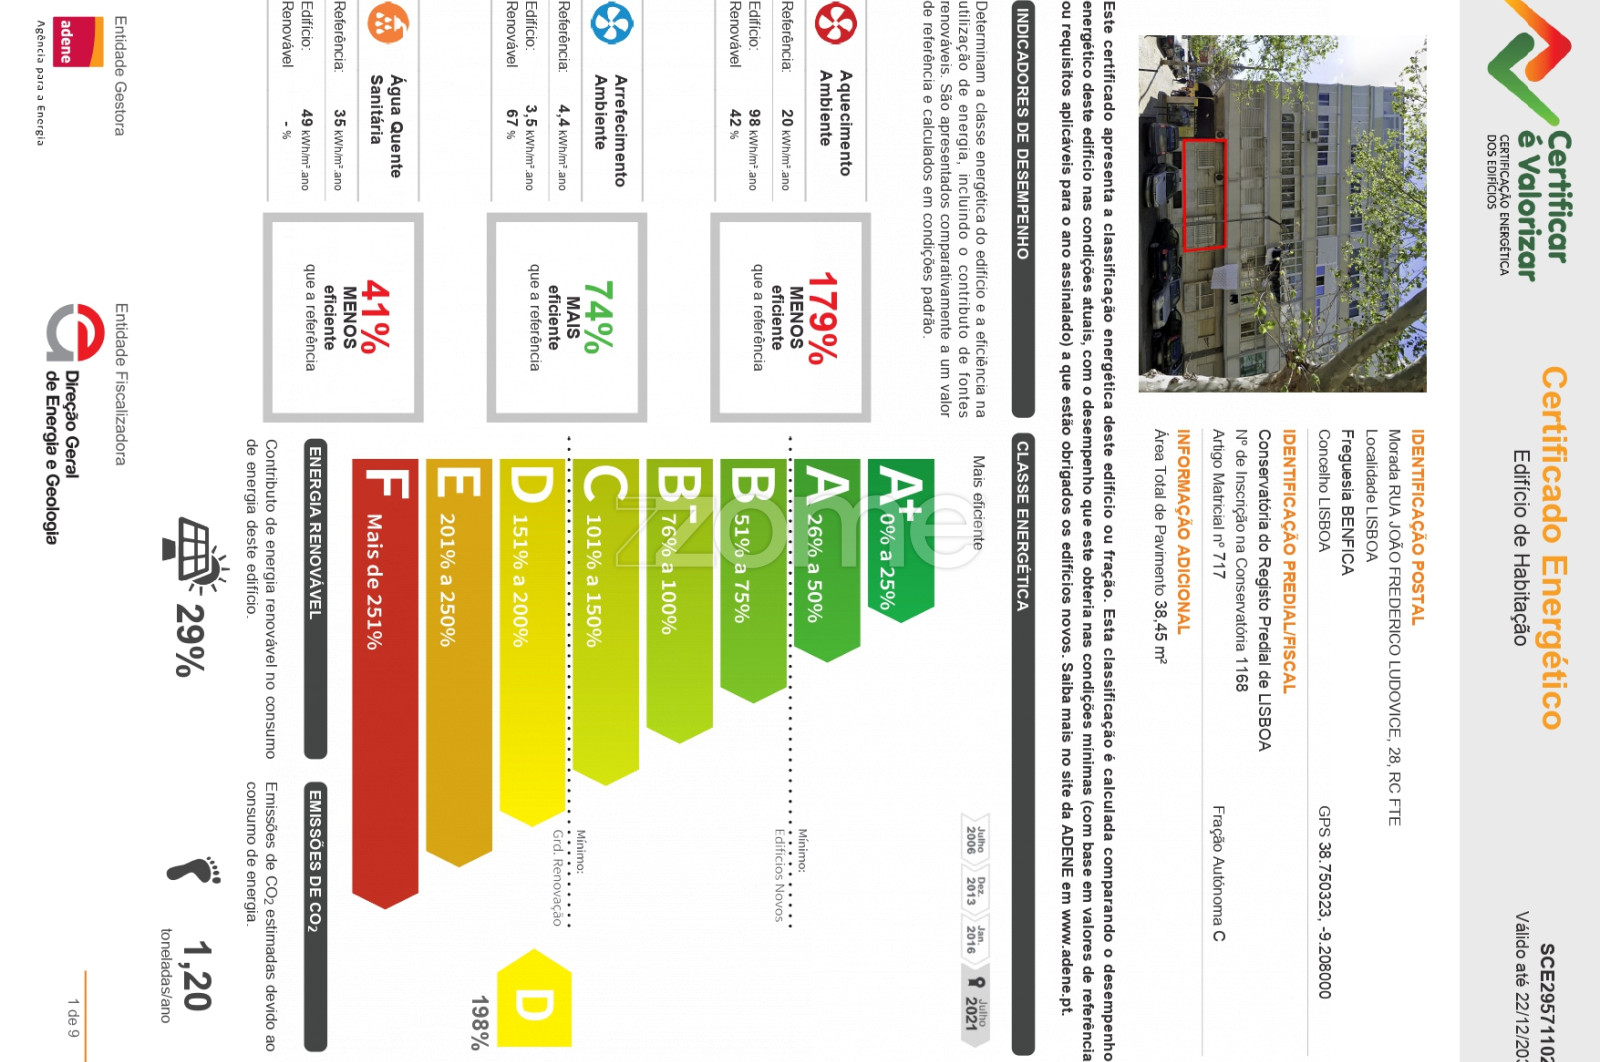 Certificar
é Valorizar
CERTIFICAÇÃO ENERGÉTICA
DOS EDIFÍCIOS
Certificado Energético
Edifício de Habitação
SCE29571102
Válido até 22/12/203
IDENTIFICAÇÃO POSTAL
Morada RUA JOÃO FREDERICO LUDOVICE, 28, RC FTE
Localidade LISBOA
Freguesia BENFICA
Concelho LISBOA
GPS 38.750323, -9.208000
IDENTIFICAÇÃO PREDIAL/FISCAL
Conservatória do Registo Predial de LISBOA
Nº de Inscrição na Conservatória 1168
Artigo Matricial nº 717
Fração Autónoma C
INFORMAÇÃO ADICIONAL
Área Total de Pavimento 38,45 m²
Este certificado apresenta a classificação energética deste edifício ou fração. Esta classificação é calculada comparando o desempenho
energético deste edifício nas condições atuais, com o desempenho que este obteria nas condições mínimas (com base em valores de referência
ou requisitos aplicáveis para o ano assinalado) a que estão obrigados os edifícios novos. Saiba mais no site da ADENE em www.adene.pt.
INDICADORES DE DESEMPENHO
Determinam a classe energética do edifício e a eficiência na
utilização de energia, incluindo o contributo de fontes
renováveis. São apresentados comparativamente a um valor
de referência e calculados em condições padrão.
Aquecimento
Ambiente
Referência: 20 kWh/m².ano
Edifício: 98 kWh/m².ano
Renovável 42 %
179%
MENOS
eficiente
que a referência
Arrefecimento
Ambiente
Referência: 4,4 kWh/m².ano
Edifício: 3,5 kWh/m².ano
Renovável 67 %
74%
MAIS
eficiente
que a referência
Água Quente
Sanitária
Referência: 35 kWh/m².ano
Edifício: 49 kWh/m².ano
Renovável - %
41%
MENOS
eficiente
que a referência
CLASSE ENERGÉTICA
Mais eficiente
Julho
2006
Dez.
2013
Jan.
2016
Julho
2021
A+ 0% a 25%
A 26% a 50%
B 51% a 75%
Mínimo:
Edifícios Novos
B- 76% a 100%
C 101% a 150%
Mínimo:
Grd. Renovação
D 151% a 200%
D
198%
E 201% a 250%
F Mais de 251%
zome
ENERGIA RENOVÁVEL
Contributo de energia renovável no consumo
de energia deste edifício.
29%
EMISSÕES DE CO2
Emissões de CO2 estimadas devido ao
consumo de energia.
1,20
toneladas/ano
Entidade Gestora
adene
Agência para a Energia
Entidade Fiscalizadora
Direção Geral
de Energia e Geologia
1 de 9